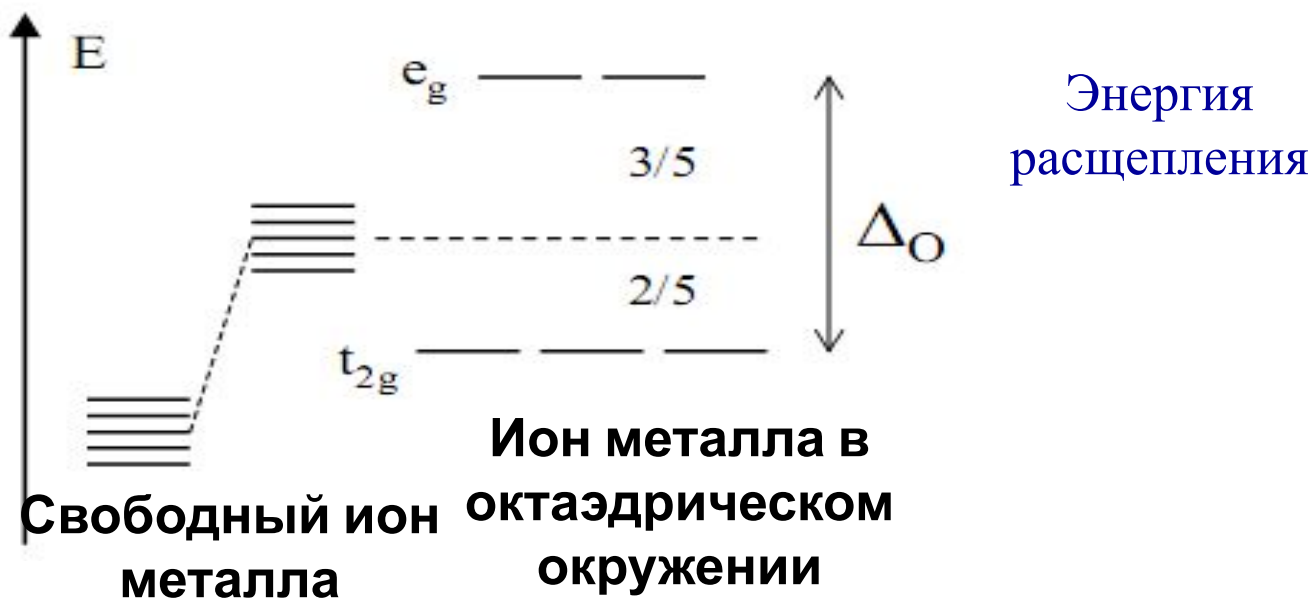 E
e_g
3/5
Энергия
расщепления
Δ_O
2/5
t_2g
Свободный ион
металла
Ион металла в
октаэдрическом
окружении